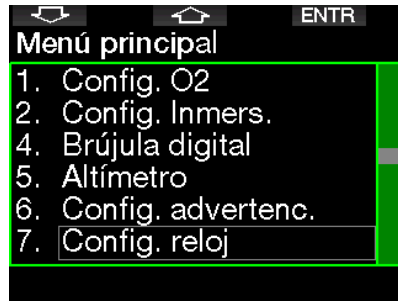 ENTR
Menú principal
1. Config. O2
2. Config. Inmers.
4. Brújula digital
5. Altímetro
6. Config. advertenc.
7. Config. reloj